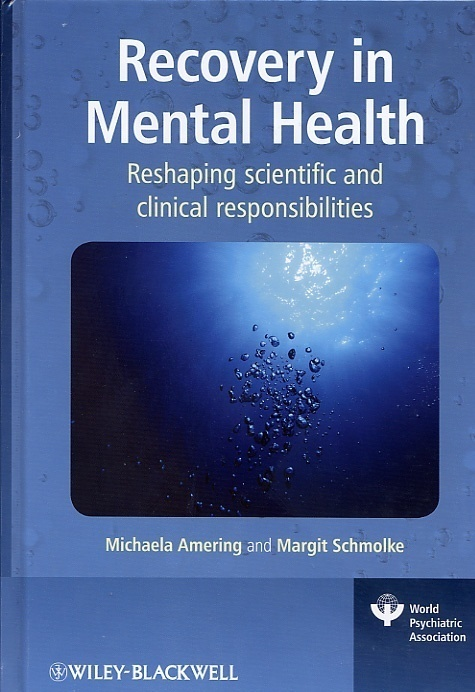 Recovery in
Mental Health
Reshaping scientific and
clinical responsibilities
Michaela Amering and Margit Schmolke
World
Psychiatric
Association
WILEY-BLACKWELL